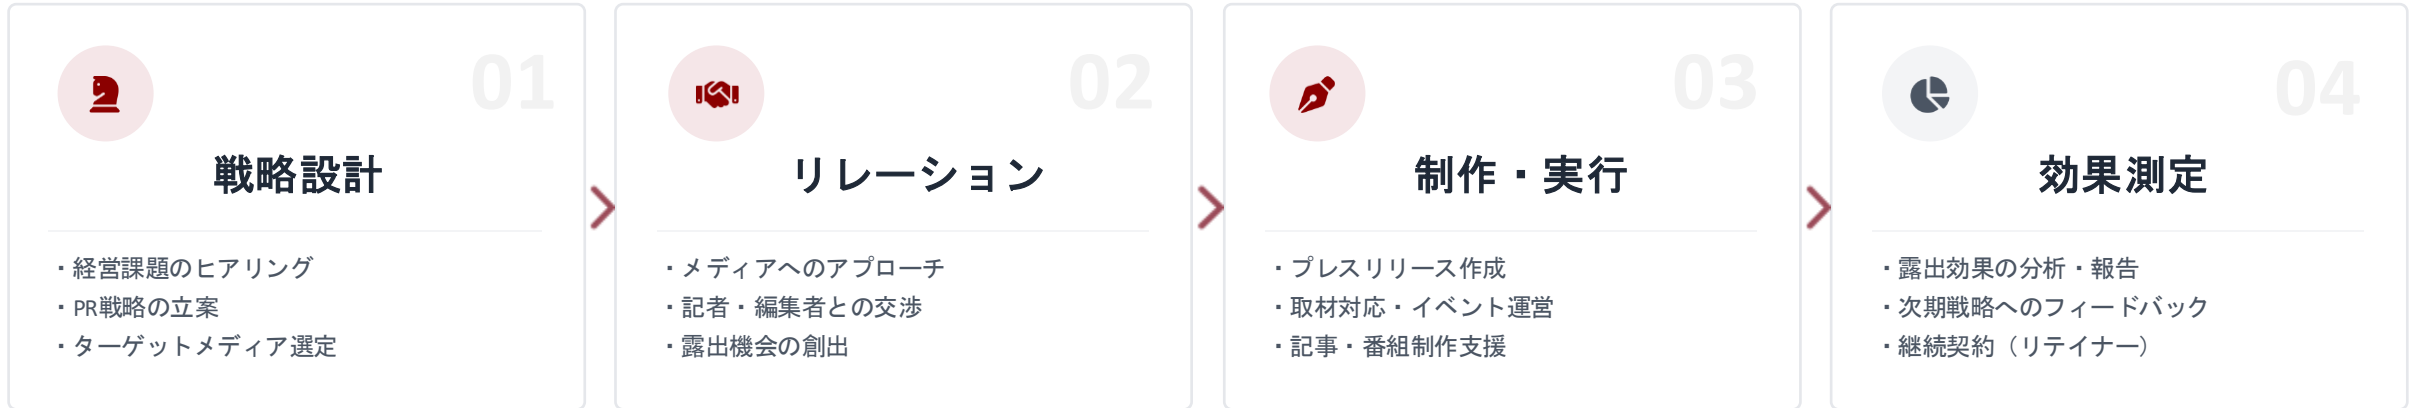 01
戦略設計
・経営課題のヒアリング
・PR戦略の立案
・ターゲットメディア選定
02
リレーション
・メディアへのアプローチ
・記者・編集者との交渉
・露出機会の創出
03
制作・実行
・プレスリリース作成
・取材対応・イベント運営
・記事・番組制作支援
04
効果測定
・露出効果の分析・報告
・次期戦略へのフィードバック
・継続契約（リテイナー）